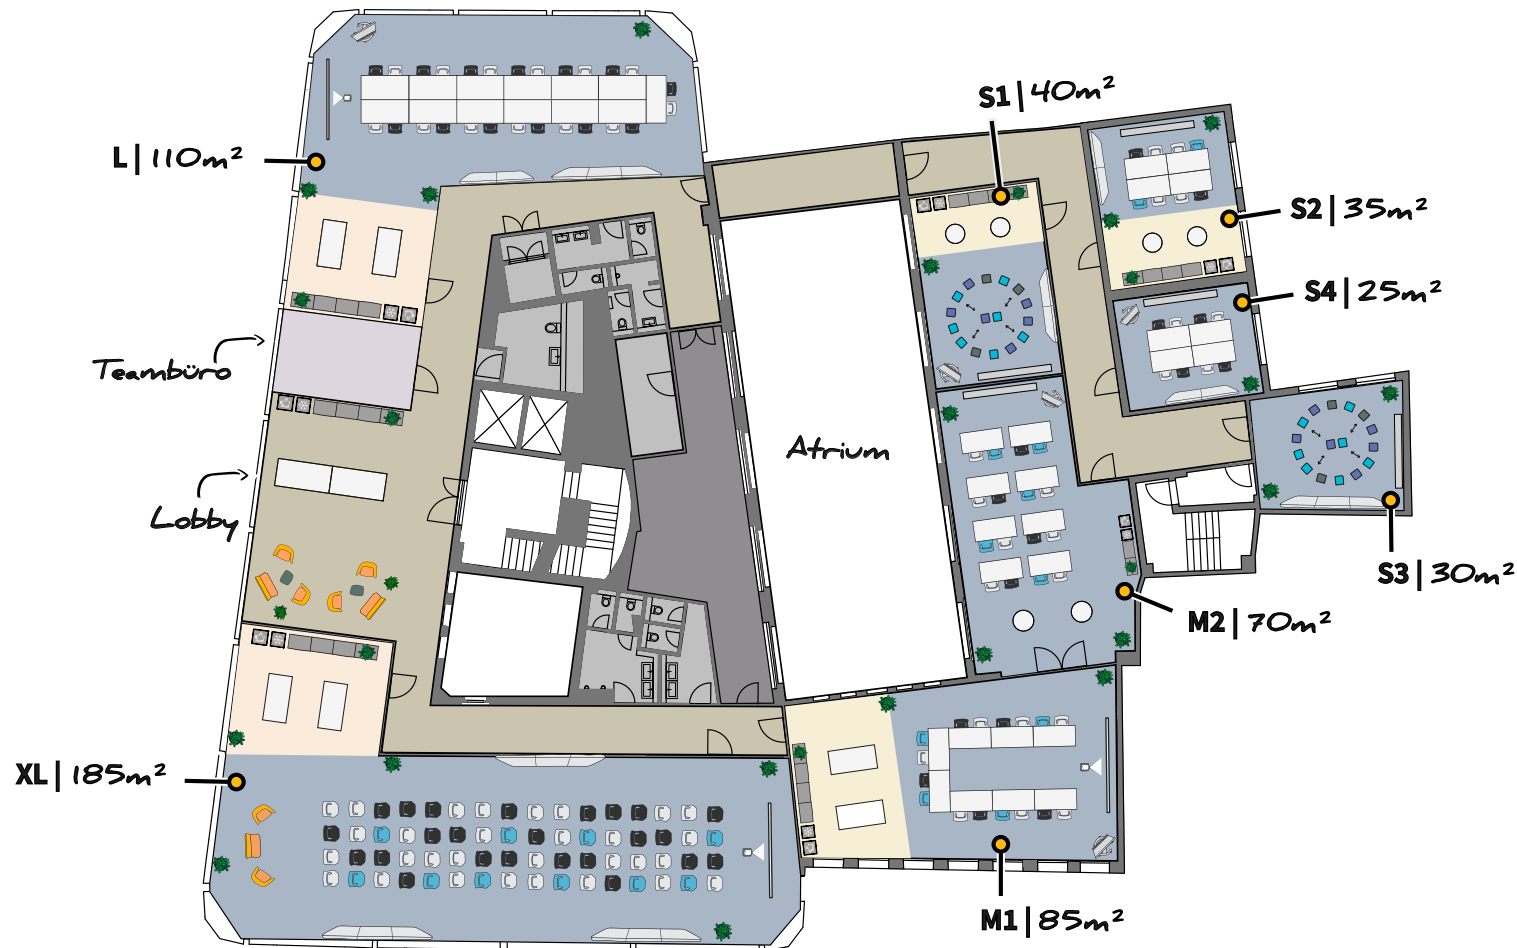 S1 | 40m²
L | 110m²
S2 | 35m²
S4 | 25m²
Teambüro
Atrium
Lobby
S3 | 30m²
M2 | 70m²
XL | 185m²
M1 | 85m²